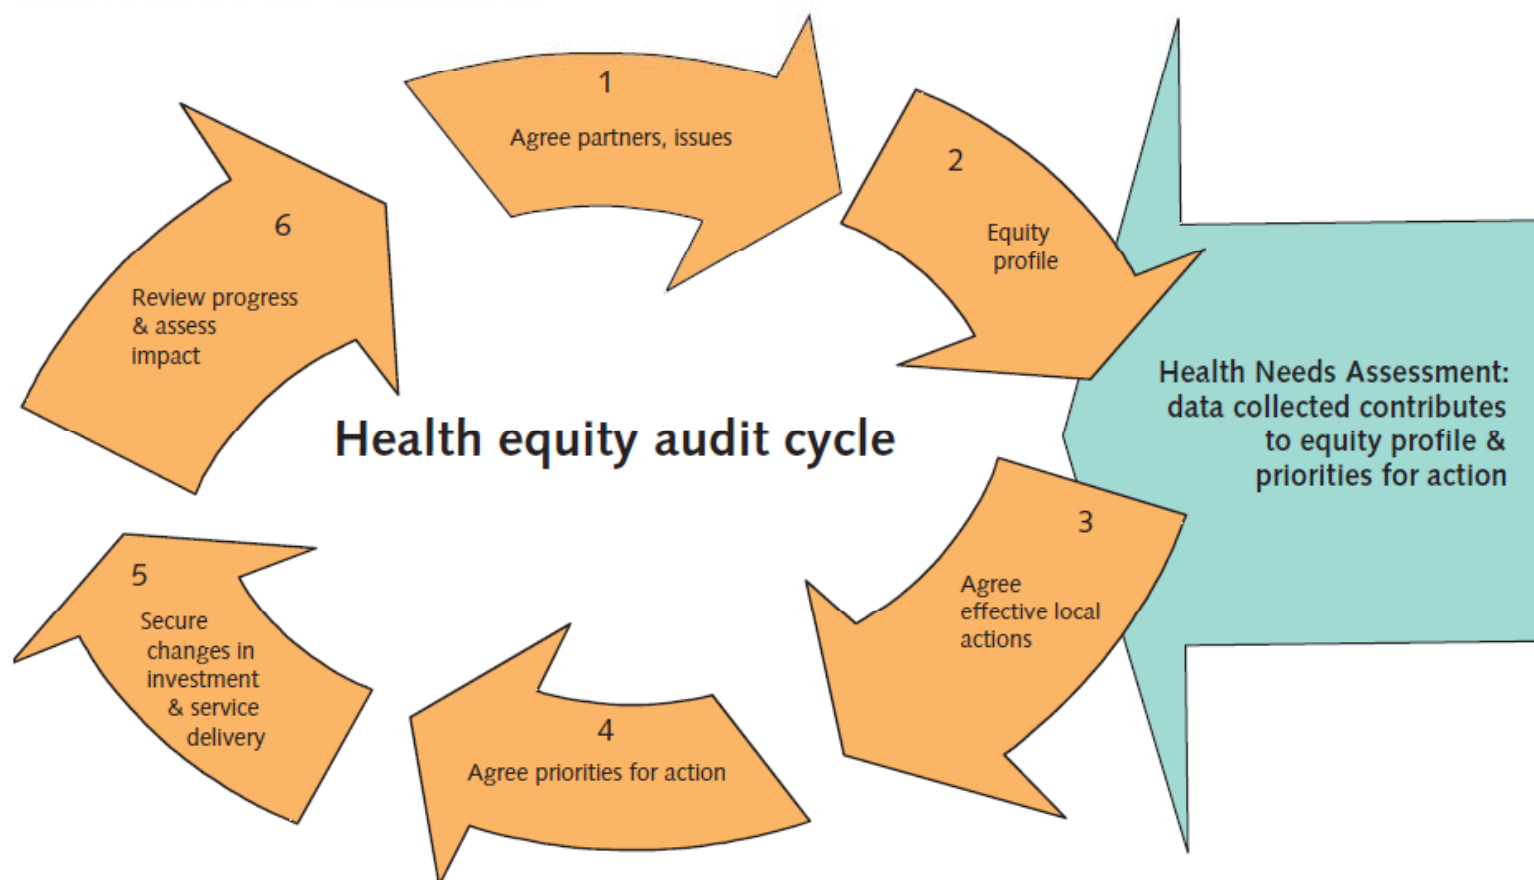 1
Agree partners, issues
2
Equity
profile
Health Needs Assessment:
data collected contributes
to equity profile &
priorities for action
3
Agree
effective local
actions
4
Agree priorities for action
5
Secure
changes in
investment
& service
delivery
6
Review progress
& assess
impact
Health equity audit cycle